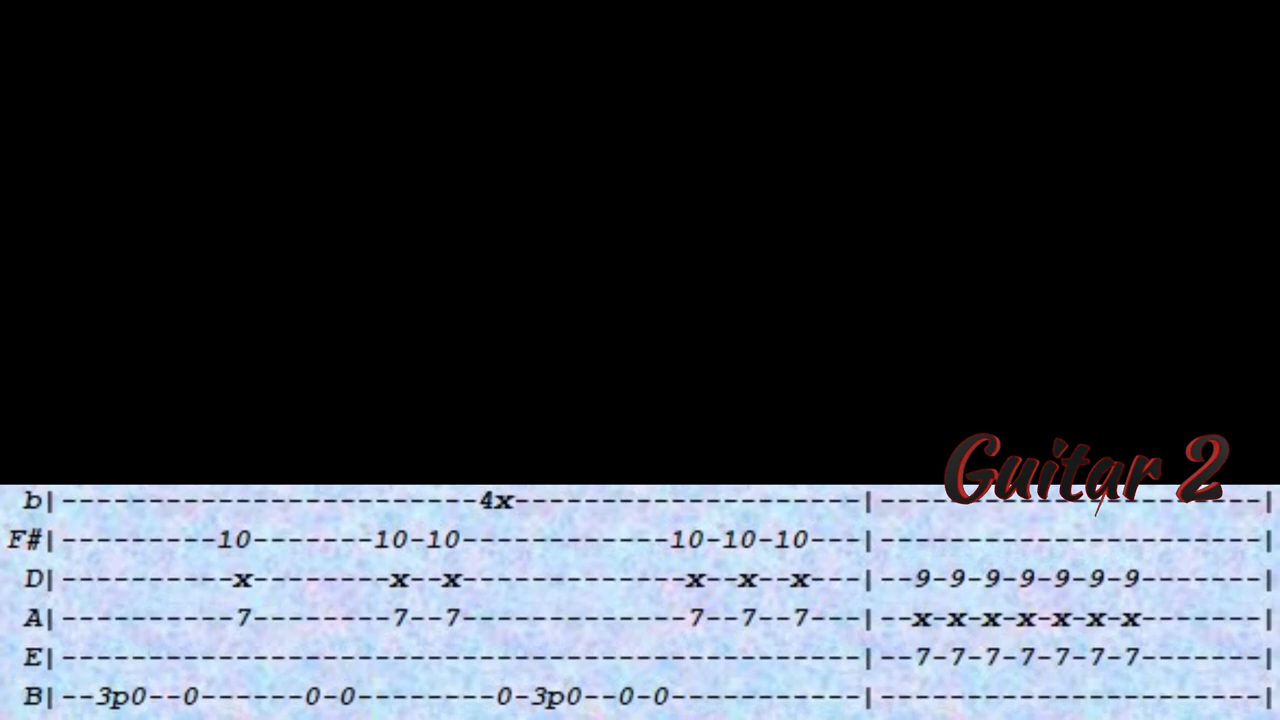 Guitar 2
b|------------------------4x--------------------|----------------------|
F#|---------10-------10-10------------10-10-10---|----------------------|
D|----------x--------x--x-------------x--x--x---|--9-9-9-9-9-9-9-------|
A|----------7--------7--7-------------7--7--7---|--x-x-x-x-x-x-x-------|
E|----------------------------------------------|--7-7-7-7-7-7-7-------|
B|--3p0--0------0-0--------0-3p0--0-0-----------|----------------------|